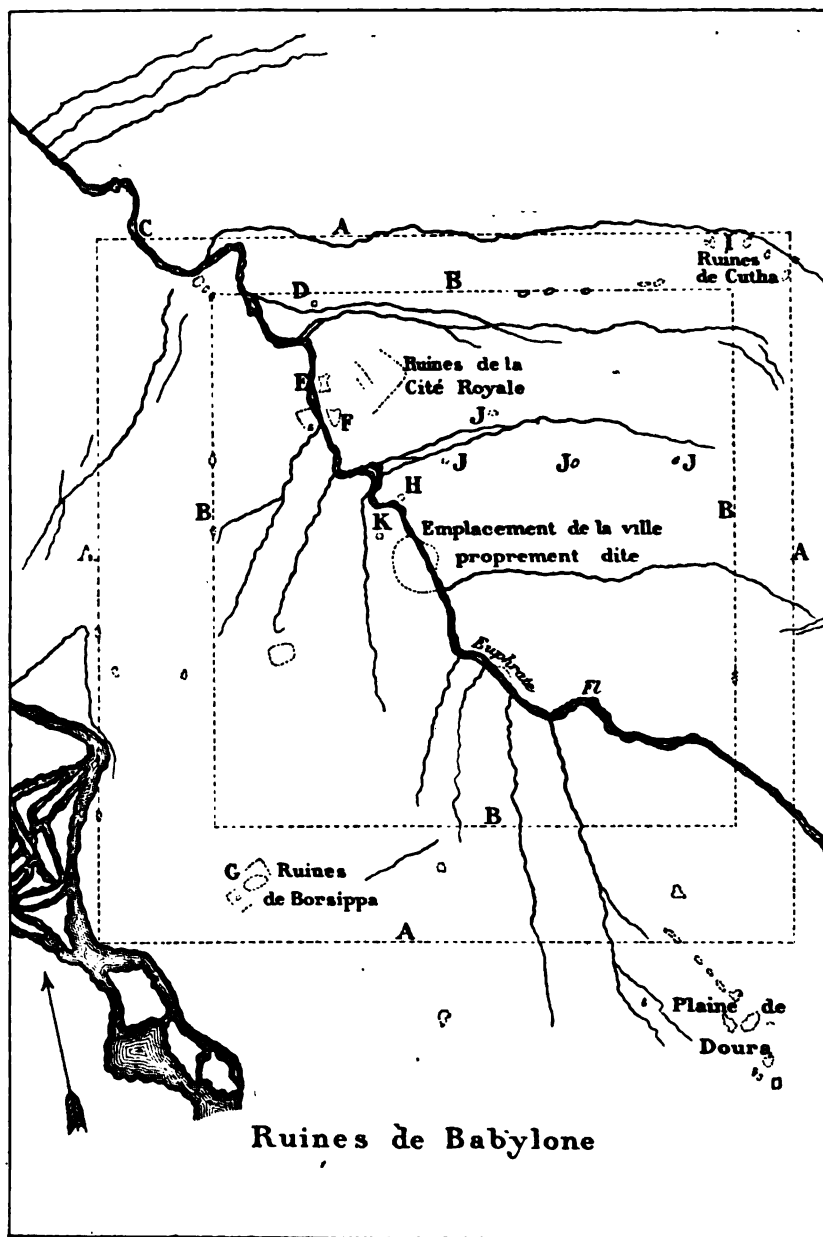 C
A
I
Ruines
de Cutha
D
B
Ruines de la
Cité Royale
E
F
J
J
J
J
H
B
B
K
Emplacement de la ville
proprement dite
A
A
Euphrate Fl
B
G Ruines
de Borsippa
A
Plaine de
Doura
Ruines de Babylone